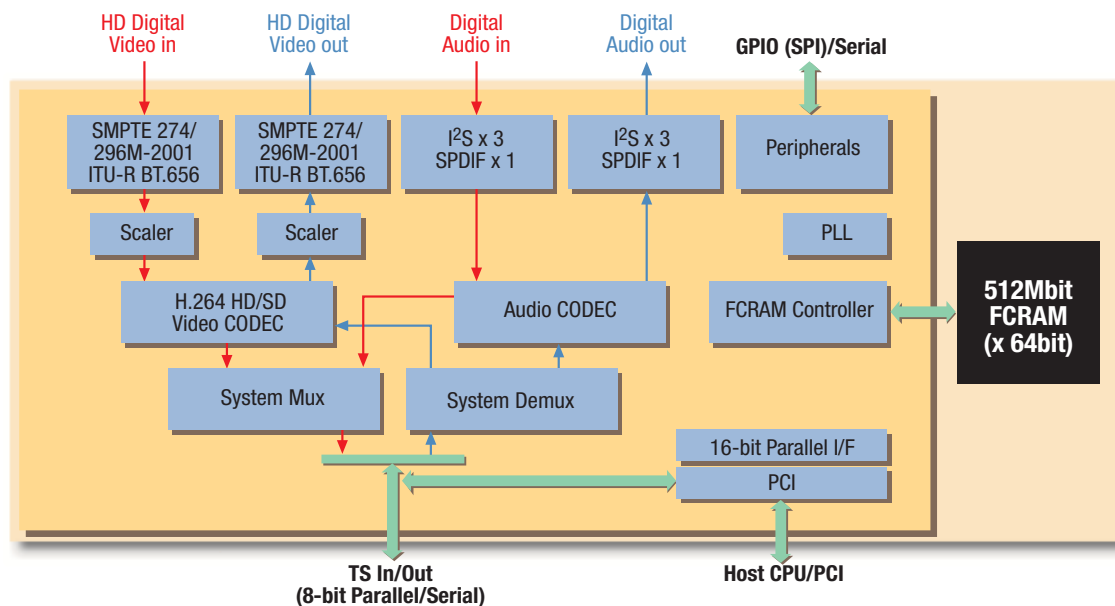 HD Digital
Video in
HD Digital
Video out
Digital
Audio in
Digital
Audio out
GPIO (SPI)/Serial
SMPTE 274/
296M-2001
ITU-R BT.656
SMPTE 274/
296M-2001
ITU-R BT.656
I²S x 3
SPDIF x 1
I²S x 3
SPDIF x 1
Peripherals
Scaler
Scaler
PLL
H.264 HD/SD
Video CODEC
Audio CODEC
FCRAM Controller
512Mbit
FCRAM
(x 64bit)
System Mux
System Demux
16-bit Parallel I/F
PCI
TS In/Out
(8-bit Parallel/Serial)
Host CPU/PCI